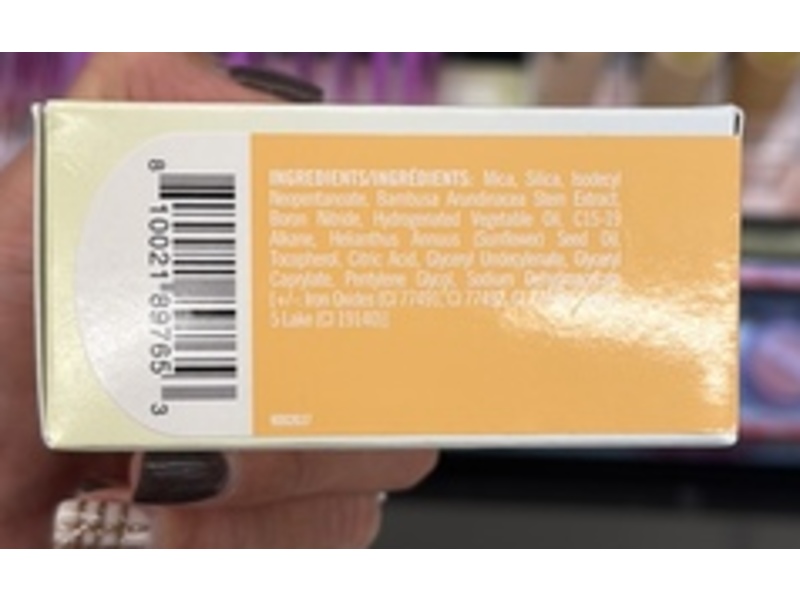 INGREDIENTS/INGRÉDIENTS: Mica, Silica, Isodecyl
Neopentanoate, Bambusa Arundinacea Stem Extract,
Boron Nitride, Hydrogenated Vegetable Oil, C15-19
Alkane, Helianthus Annuus (Sunflower) Seed Oil,
Tocopherol, Citric Acid, Glyceryl Undecylenate, Glyceryl
Caprylate, Pentylene Glycol, Sodium
[+/-: Iron Oxides (CI 77491, CI 77492, CI
5 Lake (CI 19140)]
8 10021 89765 3